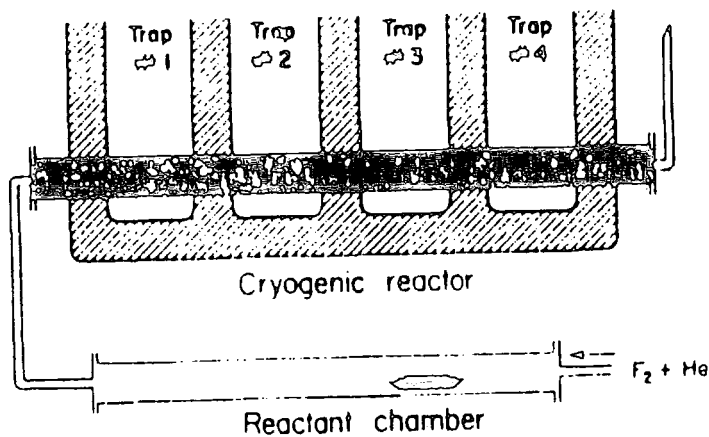 Trap Trap Trap Trap
#1 #2 #3 #4
Cryogenic reactor
F₂ + He
Reactant chamber